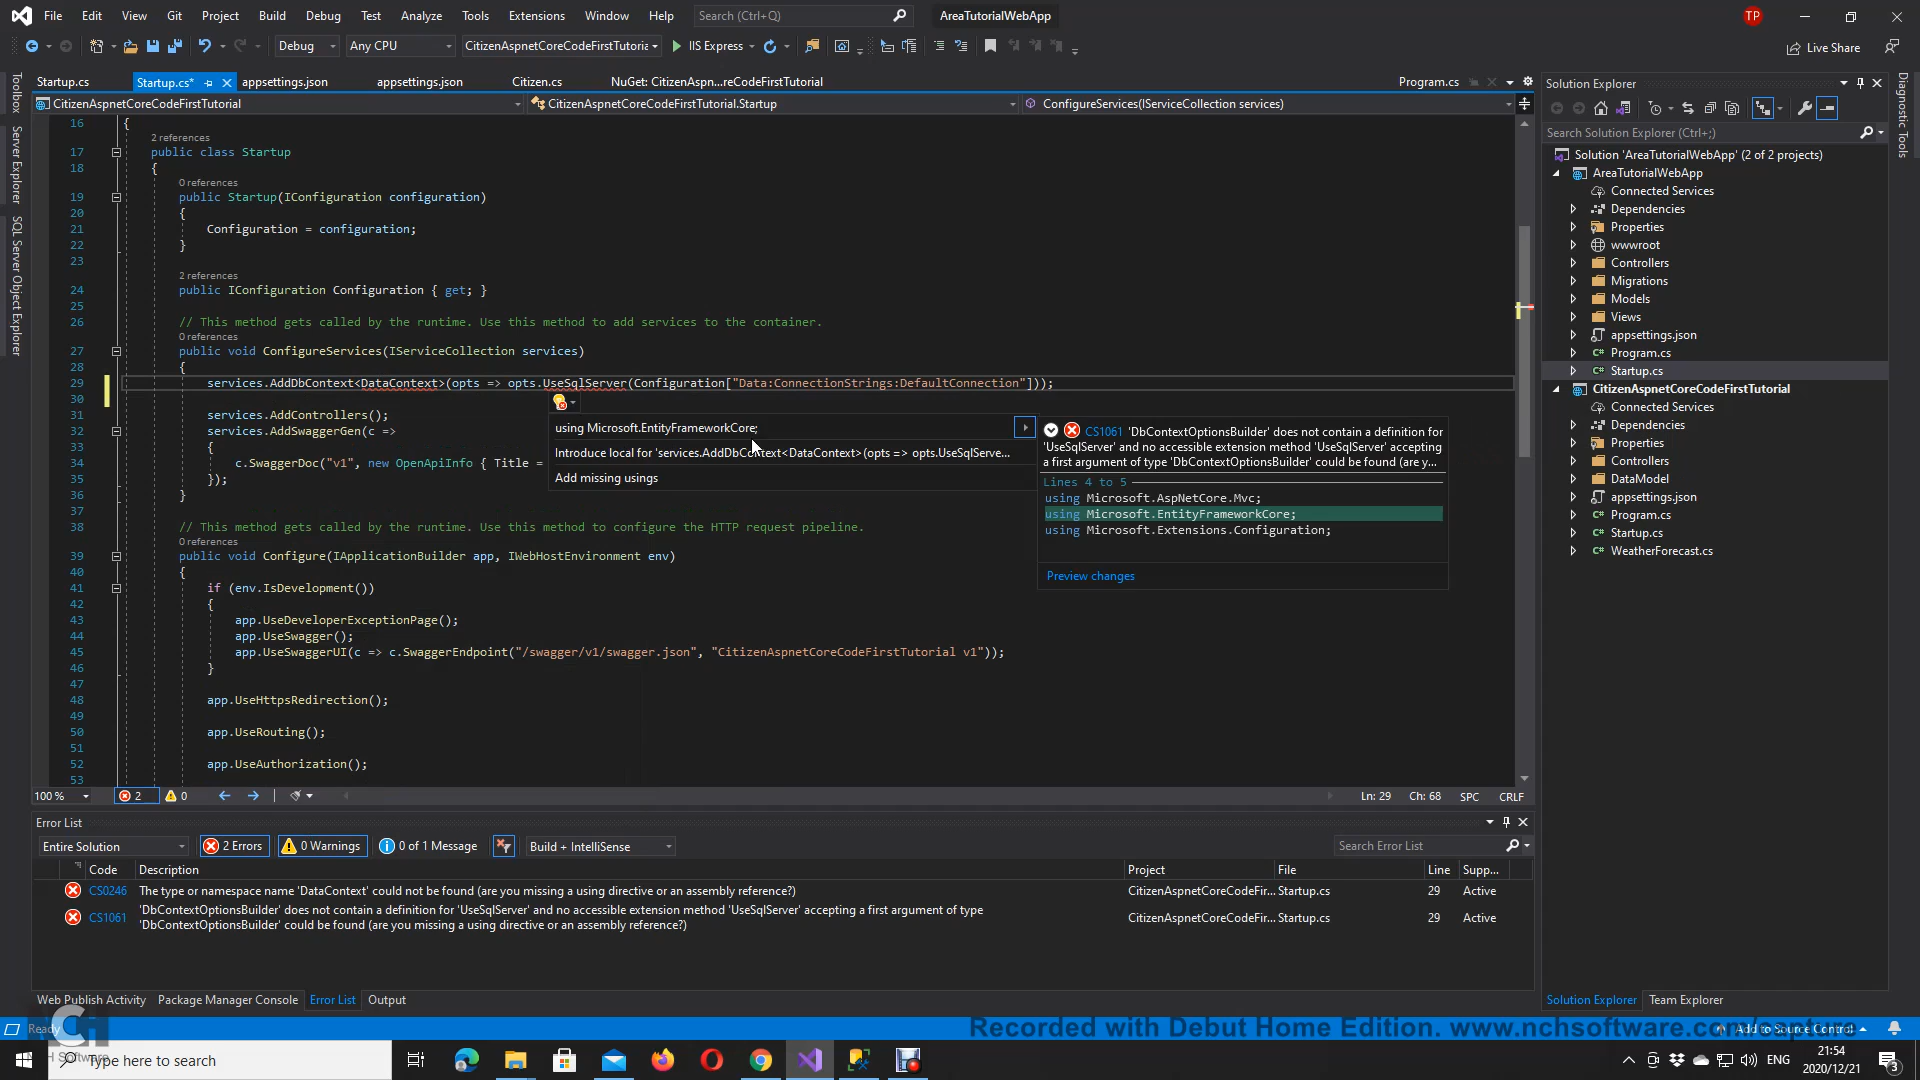 File Edit View Git Project Build Debug Test Analyze Tools Extensions Window Help Search (Ctrl+Q) AreaTutorialWebApp TP
Debug Any CPU CitizenAspnetCoreCodeFirstTutoria IIS Express Live Share
Startup.cs Startup.cs* appsettings.json appsettings.json Citizen.cs NuGet: CitizenAspn...reCodeFirstTutorial Program.cs
CitizenAspnetCoreCodeFirstTutorial CitizenAspnetCoreCodeFirstTutorial.Startup ConfigureServices(IServiceCollection services)
Toolbox
Server Explorer
SQL Server Object Explorer
16 {
2 references
17 public class Startup
18 {
0 references
19 public Startup(IConfiguration configuration)
20 {
21 Configuration = configuration;
22 }
23
2 references
24 public IConfiguration Configuration { get; }
25
26 // This method gets called by the runtime. Use this method to add services to the container.
0 references
27 public void ConfigureServices(IServiceCollection services)
28 {
29 services.AddDbContext<DataContext>(opts => opts.UseSqlServer(Configuration["Data:ConnectionStrings:DefaultConnection"]));
30
31 services.AddControllers();
32 services.AddSwaggerGen(c =>
33 {
34 c.SwaggerDoc("v1", new OpenApiInfo { Title =
35 });
36 }
37
38 // This method gets called by the runtime. Use this method to configure the HTTP request pipeline.
0 references
39 public void Configure(IApplicationBuilder app, IWebHostEnvironment env)
40 {
41 if (env.IsDevelopment())
42 {
43 app.UseDeveloperExceptionPage();
44 app.UseSwagger();
45 app.UseSwaggerUI(c => c.SwaggerEndpoint("/swagger/v1/swagger.json", "CitizenAspnetCoreCodeFirstTutorial v1"));
46 }
47
48 app.UseHttpsRedirection();
49
50 app.UseRouting();
51
52 app.UseAuthorization();
53
using Microsoft.EntityFrameworkCore;
Introduce local for 'services.AddDbContext<DataContext>(opts => opts.UseSqlServe...
Add missing usings
CS1061 'DbContextOptionsBuilder' does not contain a definition for
'UseSqlServer' and no accessible extension method 'UseSqlServer' accepting
a first argument of type 'DbContextOptionsBuilder' could be found (are y...
Lines 4 to 5
using Microsoft.AspNetCore.Mvc;
using Microsoft.EntityFrameworkCore;
using Microsoft.Extensions.Configuration;
Preview changes
100 % 2 0 Ln: 29 Ch: 68 SPC CRLF
Error List
Entire Solution 2 Errors 0 Warnings 0 of 1 Message Build + IntelliSense Search Error List
Code Description Project File Line Supp...
CS0246 The type or namespace name 'DataContext' could not be found (are you missing a using directive or an assembly reference?) CitizenAspnetCoreCodeFir... Startup.cs 29 Active
CS1061 'DbContextOptionsBuilder' does not contain a definition for 'UseSqlServer' and no accessible extension method 'UseSqlServer' accepting a first argument of type
'DbContextOptionsBuilder' could be found (are you missing a using directive or an assembly reference?) CitizenAspnetCoreCodeFir... Startup.cs 29 Active
Web Publish Activity Package Manager Console Error List Output
Solution Explorer
Search Solution Explorer (Ctrl+;)
Solution 'AreaTutorialWebApp' (2 of 2 projects)
AreaTutorialWebApp
Connected Services
Dependencies
Properties
wwwroot
Controllers
Migrations
Models
Views
appsettings.json
Program.cs
Startup.cs
CitizenAspnetCoreCodeFirstTutorial
Connected Services
Dependencies
Properties
Controllers
DataModel
appsettings.json
Program.cs
Startup.cs
WeatherForecast.cs
Solution Explorer Team Explorer
Diagnostic Tools
Ready Add to Source Control
Recorded with Debut Home Edition. www.nchsoftware.com/capture
NCH Software
Type here to search
ENG 21:54
2020/12/21 3